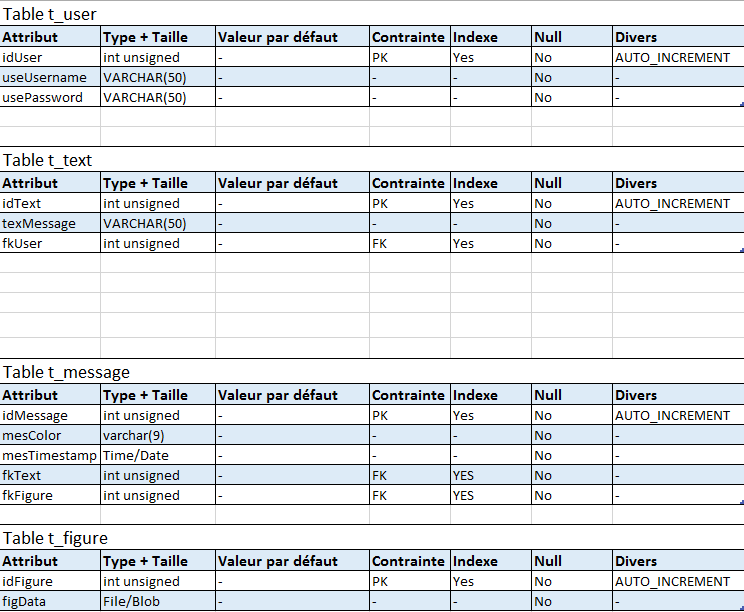 Table t_user
Attribut Type + Taille Valeur par défaut Contrainte Indexe Null Divers
idUser int unsigned - PK Yes No AUTO_INCREMENT
useUsername VARCHAR(50) - - - No -
usePassword VARCHAR(50) - - - No -
Table t_text
Attribut Type + Taille Valeur par défaut Contrainte Indexe Null Divers
idText int unsigned - PK Yes No AUTO_INCREMENT
texMessage VARCHAR(50) - - - No -
fkUser int unsigned - FK Yes No -
Table t_message
Attribut Type + Taille Valeur par défaut Contrainte Indexe Null Divers
idMessage int unsigned - PK Yes No AUTO_INCREMENT
mesColor varchar(9) - - - No -
mesTimestamp Time/Date - - - No -
fkText int unsigned - FK YES No -
fkFigure int unsigned - FK YES No -
Table t_figure
Attribut Type + Taille Valeur par défaut Contrainte Indexe Null Divers
idFigure int unsigned - PK Yes No AUTO_INCREMENT
figData File/Blob - - - No -